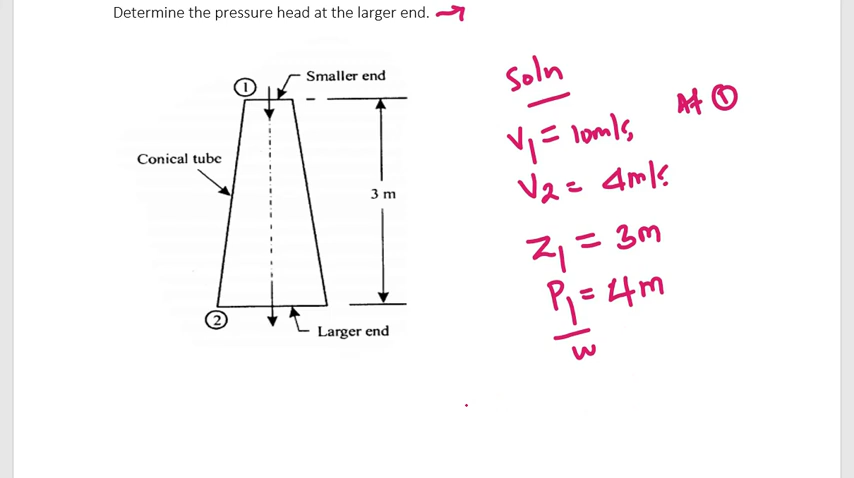 Determine the pressure head at the larger end.
Soln
① Smaller end
At ①
V1 = 10m/s,
Conical tube
V2 = 4m/s
3 m
Z1 = 3m
P1 = 4m
w
② Larger end